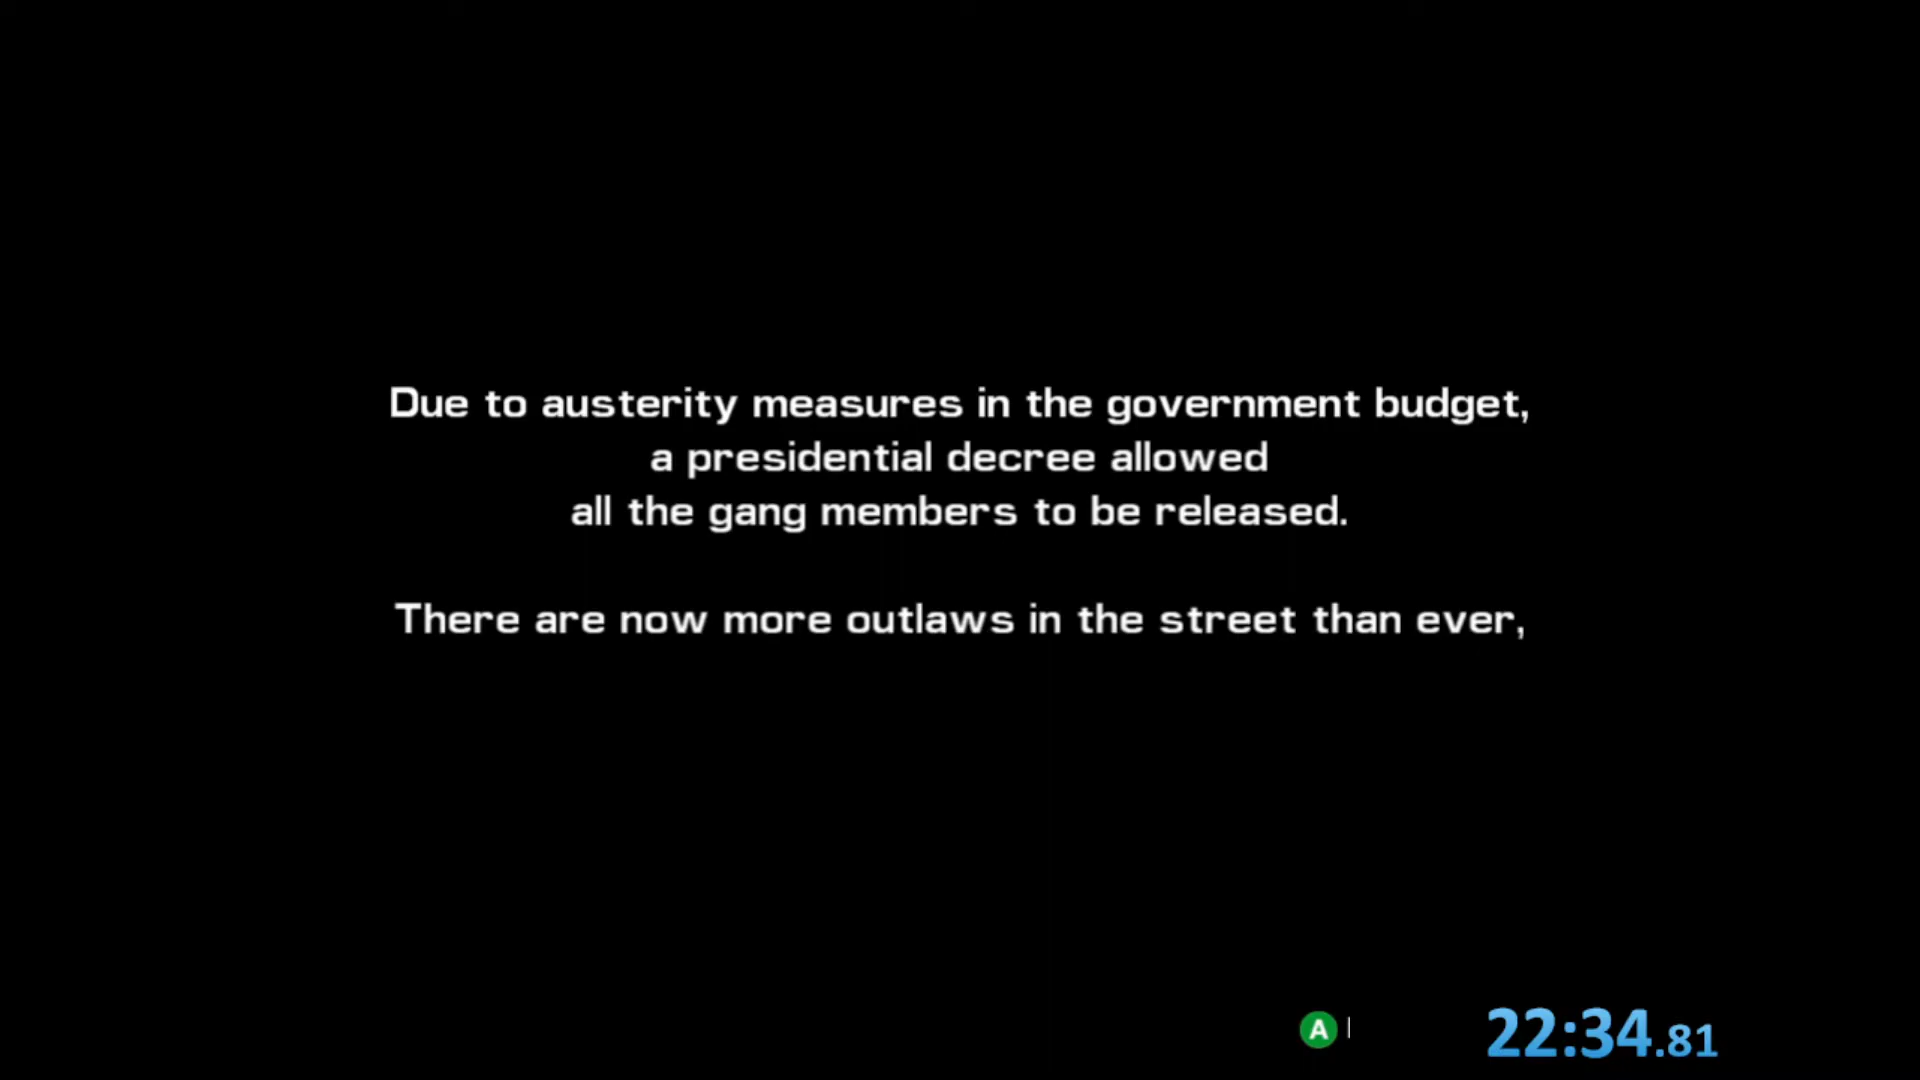 Due to austerity measures in the government budget,
a presidential decree allowed
all the gang members to be released.
There are now more outlaws in the street than ever,
A
22:34.81